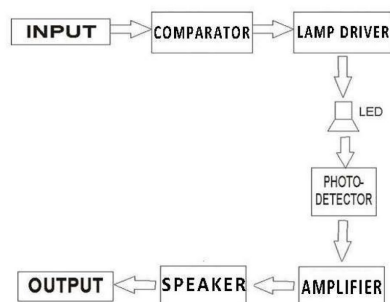 INPUT
COMPARATOR
LAMP DRIVER
LED
PHOTO-
DETECTOR
AMPLIFIER
SPEAKER
OUTPUT